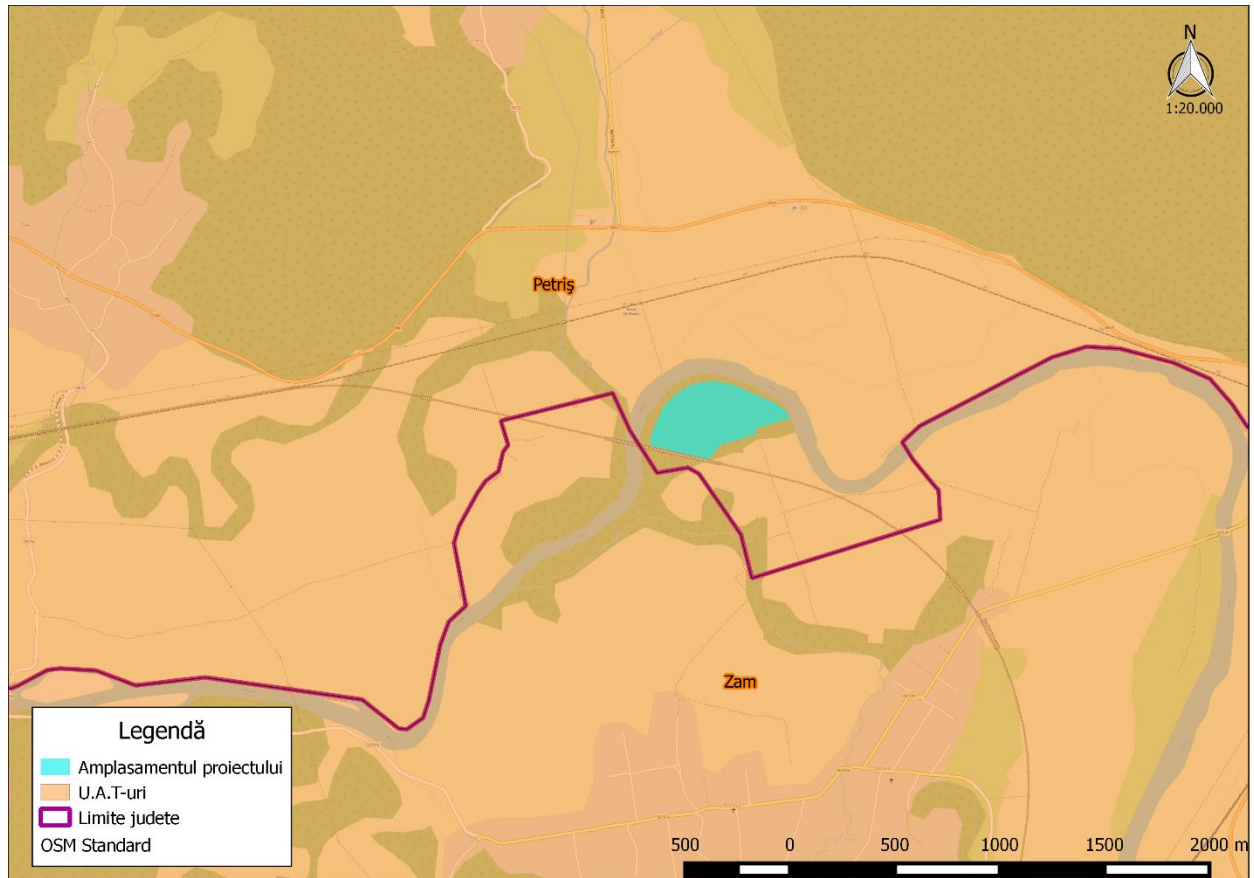 N
1:20.000
Petriş
Zam
Legendă
Amplasamentul proiectului
U.A.T-uri
Limite judete
OSM Standard
500 0 500 1000 1500 2000 m